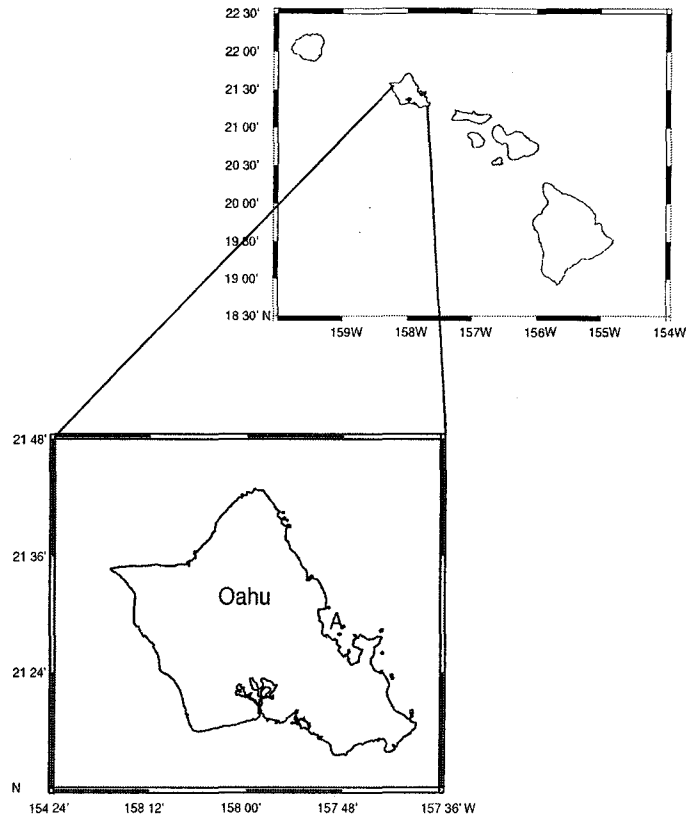 22 30'
22 00'
21 30'
21 00'
20 30'
20 00'
19 30'
19 00'
18 30' N
159W 158W 157W 156W 155W 154W
21 48'
21 36'
21 24'
N
Oahu
A
154 24' 158 12' 158 00' 157 48' 157 36' W